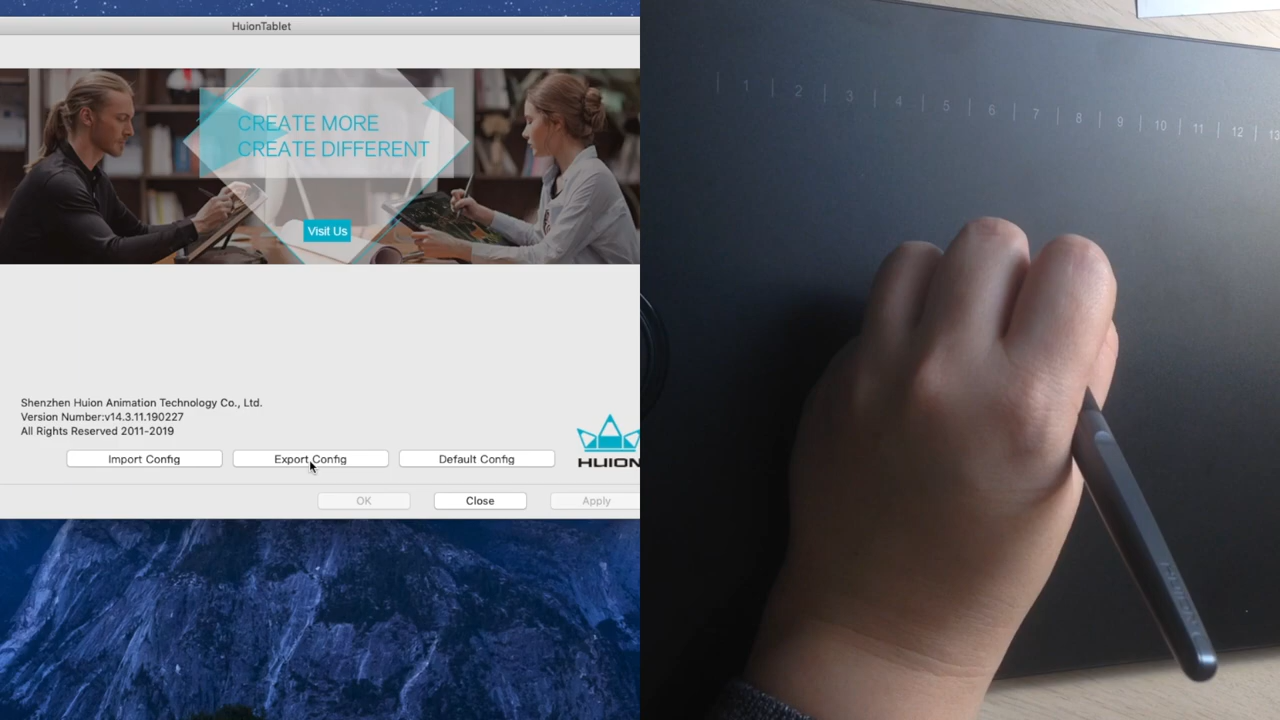 HuionTablet
CREATE MORE
CREATE DIFFERENT
Visit Us
Shenzhen Huion Animation Technology Co., Ltd.
Version Number:v14.3.11.190227
All Rights Reserved 2011-2019
Import Config
Export Config
Default Config
HUION
OK
Close
Apply
1 2 3 4 5 6 7 8 9 10 11 12